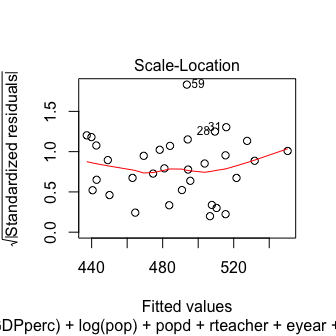 Scale-Location
√|Standardized residuals|
0.0 0.5 1.0 1.5
59
28
31
440 480 520
Fitted values
GDPperc) + log(pop) + popd + rteacher + eyear +